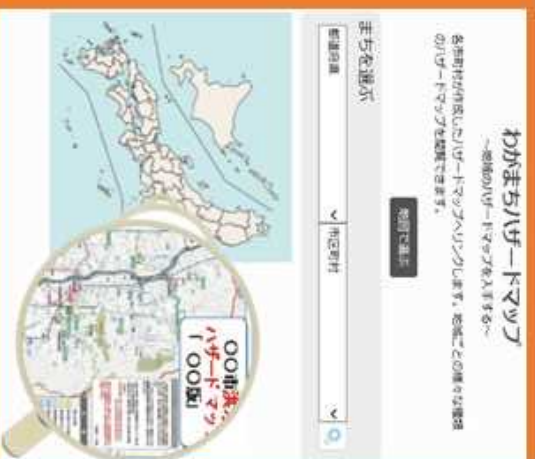 わがまちハザードマップ
～地域のハザードマップを入手する～
各市町村が作成したハザードマップへリンクします。地域ごとの様々な種類
のハザードマップを閲覧できます。
地図で選ぶ
まちを選ぶ
都道府県
市区町村
〇〇市洪
ハザードマッ
「〇〇版」